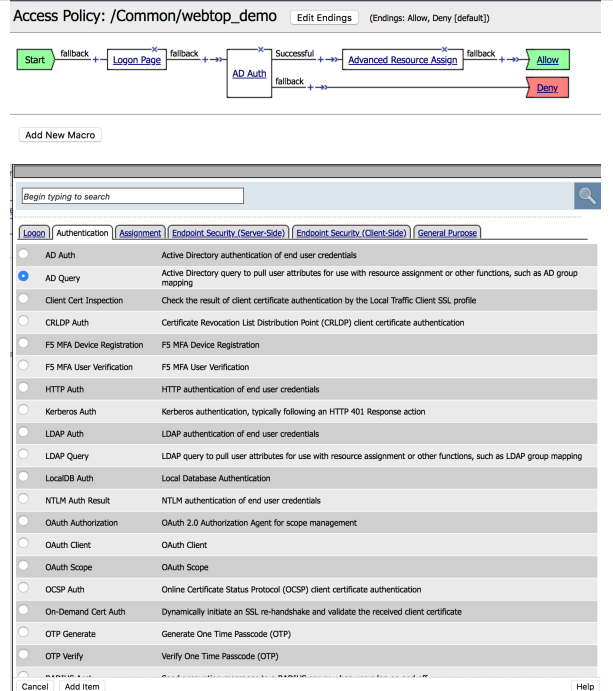 Access Policy: /Common/webtop_demo Edit Endings (Endings: Allow, Deny [default])
Start fallback + Logon Page fallback + AD Auth Successful + Advanced Resource Assign fallback + Allow
fallback + Deny
Add New Macro
Begin typing to search
Logon Authentication Assignment Endpoint Security (Server-Side) Endpoint Security (Client-Side) General Purpose
AD Auth Active Directory authentication of end user credentials
AD Query Active Directory query to pull user attributes for use with resource assignment or other functions, such as AD group
mapping
Client Cert Inspection Check the result of client certificate authentication by the Local Traffic Client SSL profile
CRLDP Auth Certificate Revocation List Distribution Point (CRLDP) client certificate authentication
F5 MFA Device Registration F5 MFA Device Registration
F5 MFA User Verification F5 MFA User Verification
HTTP Auth HTTP authentication of end user credentials
Kerberos Auth Kerberos authentication, typically following an HTTP 401 Response action
LDAP Auth LDAP authentication of end user credentials
LDAP Query LDAP query to pull user attributes for use with resource assignment or other functions, such as LDAP group mapping
LocalDB Auth Local Database Authentication
NTLM Auth Result NTLM authentication of end user credentials
OAuth Authorization OAuth 2.0 Authorization Agent for scope management
OAuth Client OAuth Client
OAuth Scope OAuth Scope
OCSP Auth Online Certificate Status Protocol (OCSP) client certificate authentication
On-Demand Cert Auth Dynamically initiate an SSL re-handshake and validate the received client certificate
OTP Generate Generate One Time Passcode (OTP)
OTP Verify Verify One Time Passcode (OTP)
Cancel Add Item Help